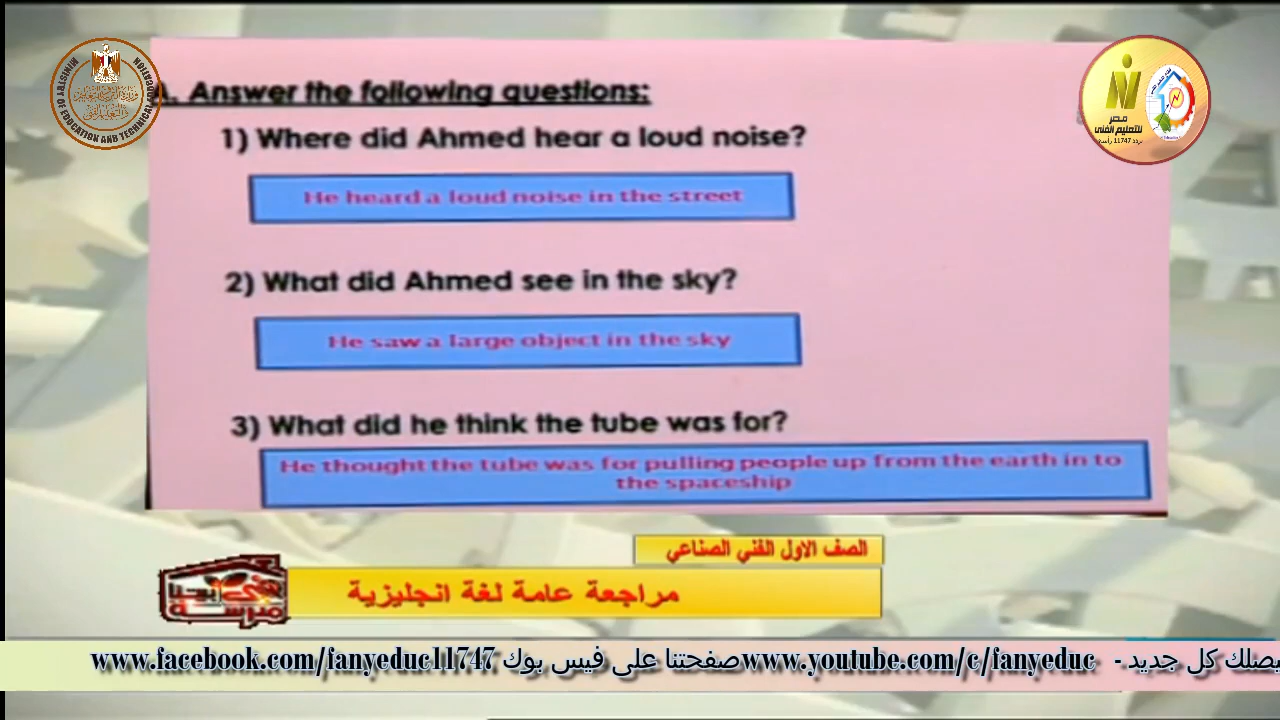 A. Answer the following questions:
1) Where did Ahmed hear a loud noise?
He heard a loud noise in the street
2) What did Ahmed see in the sky?
He saw a large object in the sky
3) What did he think the tube was for?
He thought the tube was for pulling people up from the earth in to
the spaceship
مصر
للتعليم الفنى
الصف الاول الفني الصناعي
مراجعة عامة لغة انجليزية
مدرسة
يصلك كل جديد - www.youtube.com/c/fanyeduc صفحتنا على فيس بوك www.facebook.com/fanyeduc11747